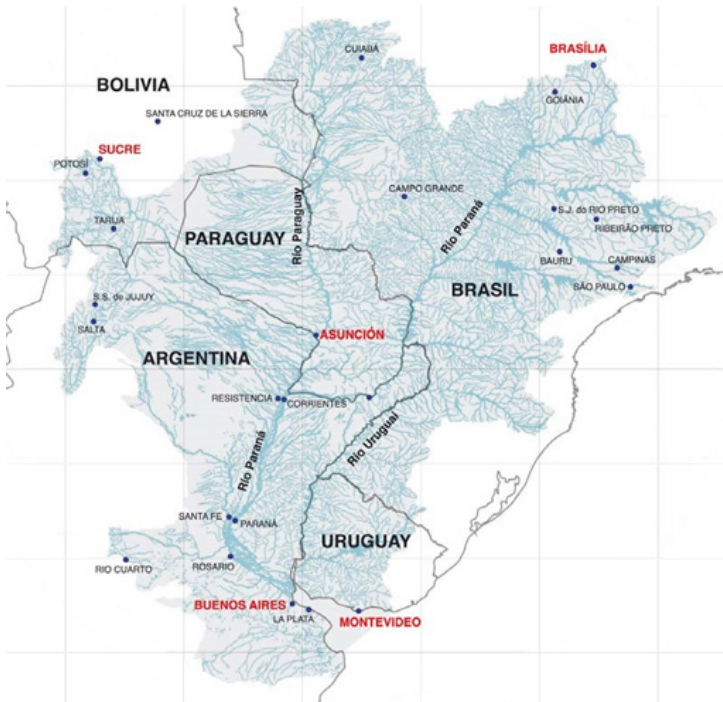 CUIABÁ
BRASÍLIA
BOLIVIA
GOIÂNIA
SANTA CRUZ DE LA SIERRA
SUCRE
POTOSÍ
CAMPO GRANDE
Río Paraguay
Río Paraná
S.J. do RIO PRETO
RIBEIRÃO PRETO
TARIJA
PARAGUAY
BAURU
CAMPINAS
BRASIL
SÃO PAULO
S.S. de JUJUY
SALTA
ASUNCIÓN
ARGENTINA
RESISTENCIA
CORRIENTES
Río Uruguai
Río Paraná
SANTA FE
PARANÁ
URUGUAY
RIO CUARTO
ROSARIO
BUENOS AIRES
LA PLATA
MONTEVIDEO